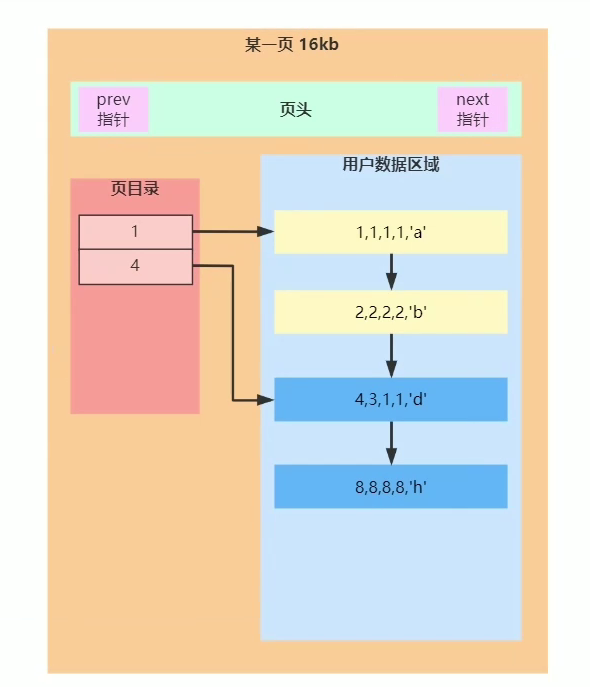 某一页 16kb
prev
指针
页头
next
指针
页目录
1
4
用户数据区域
1,1,1,1,'a'
2,2,2,2,'b'
4,3,1,1,'d'
8,8,8,8,'h'